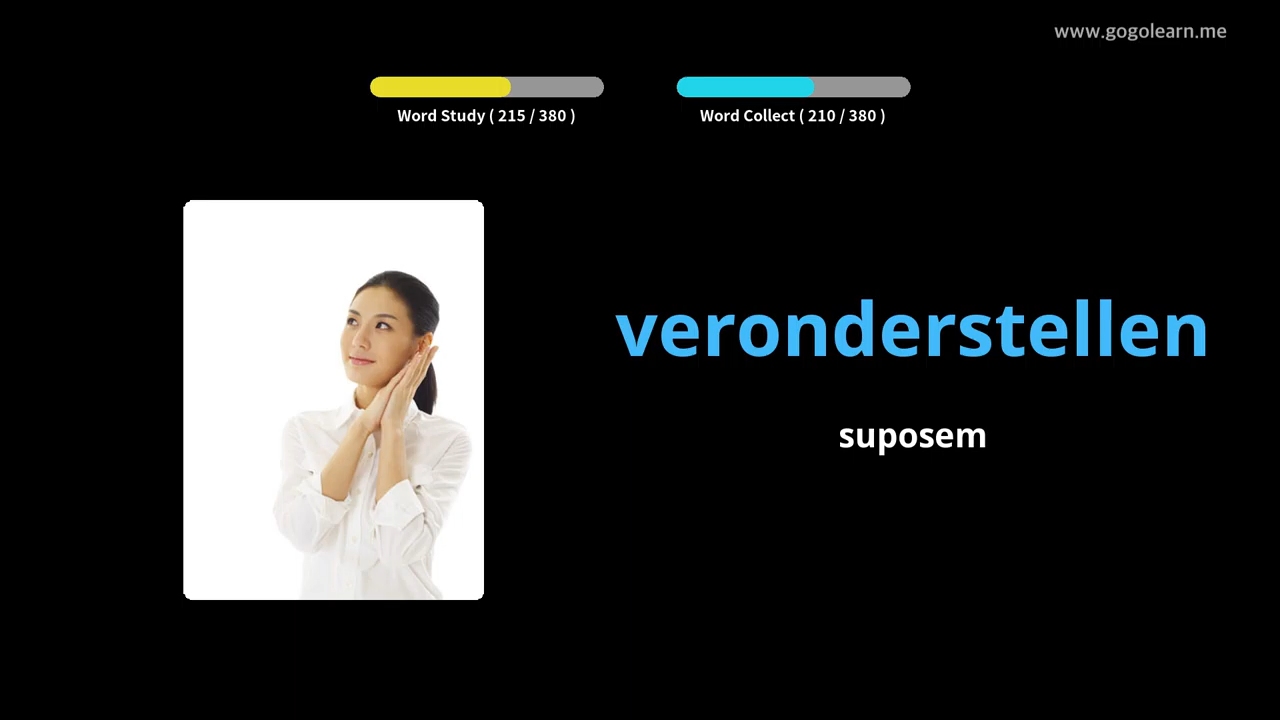 www.gogolearn.me
Word Study ( 215 / 380 )
Word Collect ( 210 / 380 )
veronderstellen
suposem